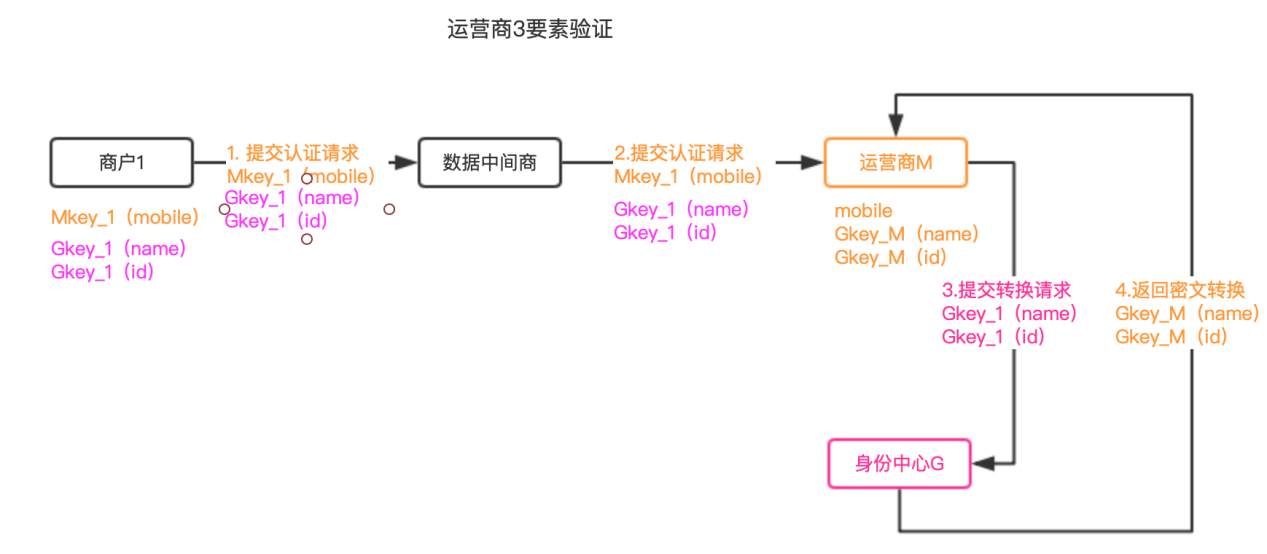 运营商3要素验证
商户1
1. 提交认证请求
Mkey_1（mobile）
Gkey_1（name）
Gkey_1（id）
数据中间商
2.提交认证请求
Mkey_1（mobile）
Gkey_1（name）
Gkey_1（id）
运营商M
Mkey_1（mobile）
Gkey_1（name）
Gkey_1（id）
mobile
Gkey_M（name）
Gkey_M（id）
3.提交转换请求
Gkey_1（name）
Gkey_1（id）
4.返回密文转换
Gkey_M（name）
Gkey_M（id）
身份中心G